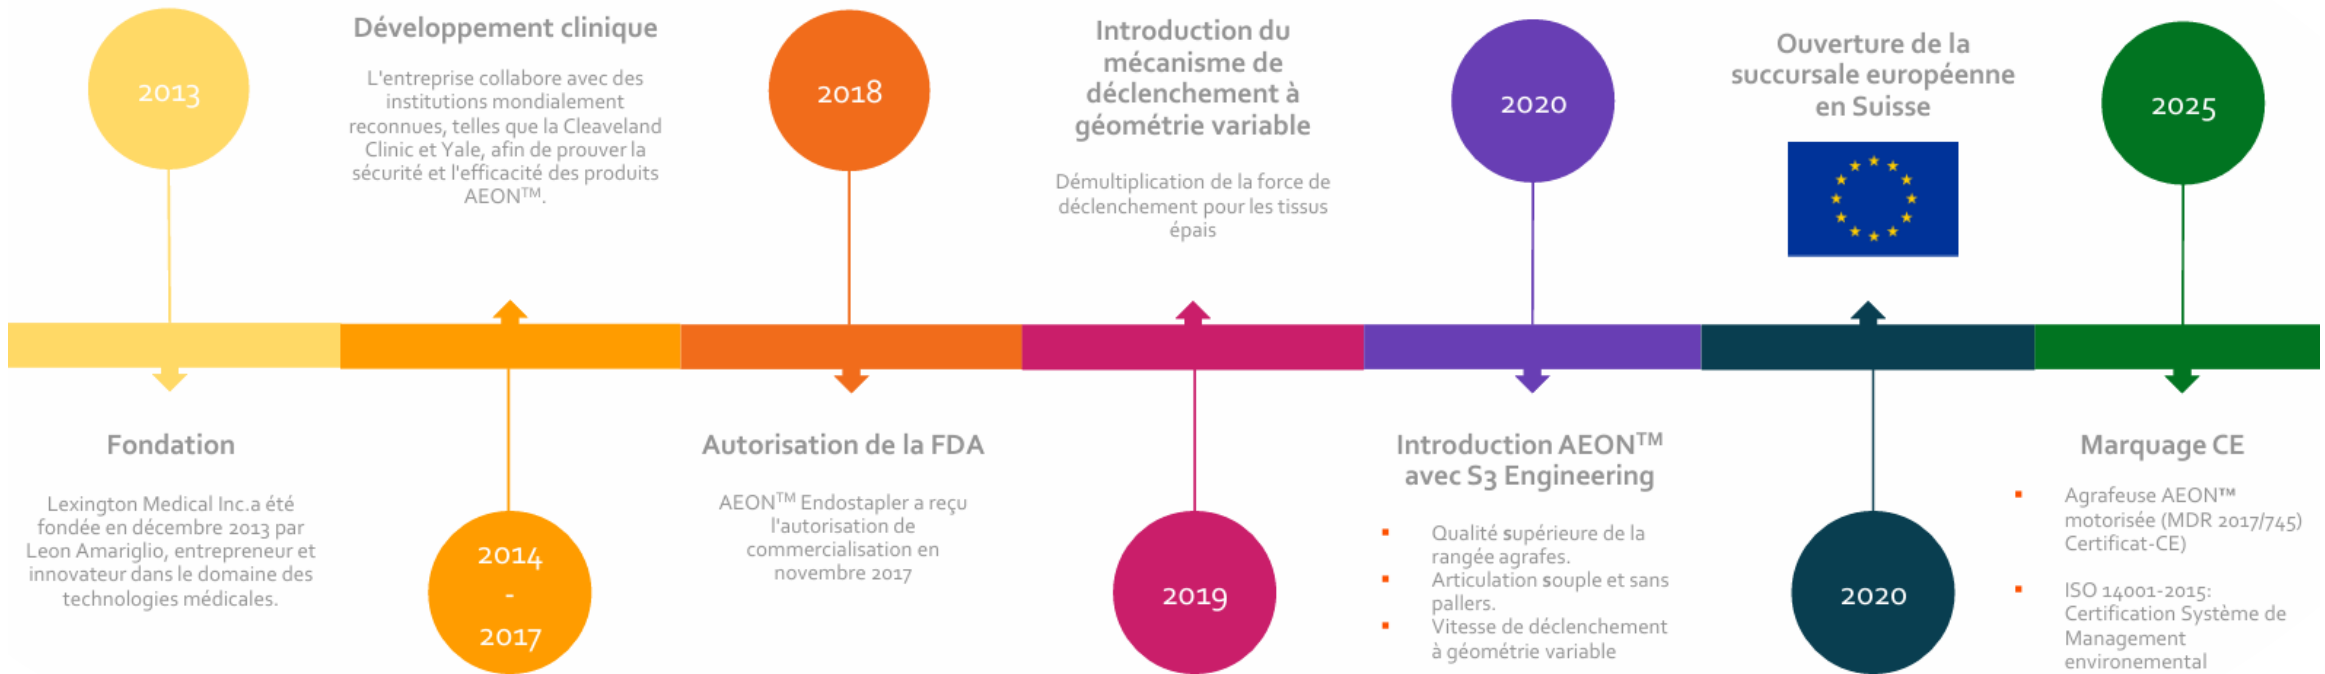 2013
Fondation
Lexington Medical Inc.a été
fondée en décembre 2013 par
Leon Amariglio, entrepreneur et
innovateur dans le domaine des
technologies médicales.
Développement clinique
L'entreprise collabore avec des
institutions mondialement
reconnues, telles que la Cleaveland
Clinic et Yale, afin de prouver la
sécurité et l'efficacité des produits
AEON™.
2014
-
2017
2018
Autorisation de la FDA
AEON™ Endostapler a reçu
l'autorisation de
commercialisation en
novembre 2017
Introduction du
mécanisme de
déclenchement à
géométrie variable
Démultiplication de la force de
déclenchement pour les tissus
épais
2019
2020
Introduction AEON™
avec S3 Engineering
▪ Qualité supérieure de la
rangée agrafes.
▪ Articulation souple et sans
pallers.
▪ Vitesse de déclenchement
à géométrie variable
Ouverture de la
succursale européenne
en Suisse
2020
2025
Marquage CE
▪ Agrafeuse AEON™
motorisée (MDR 2017/745)
Certificat-CE)
▪ ISO 14001-2015:
Certification Système de
Management
environemental